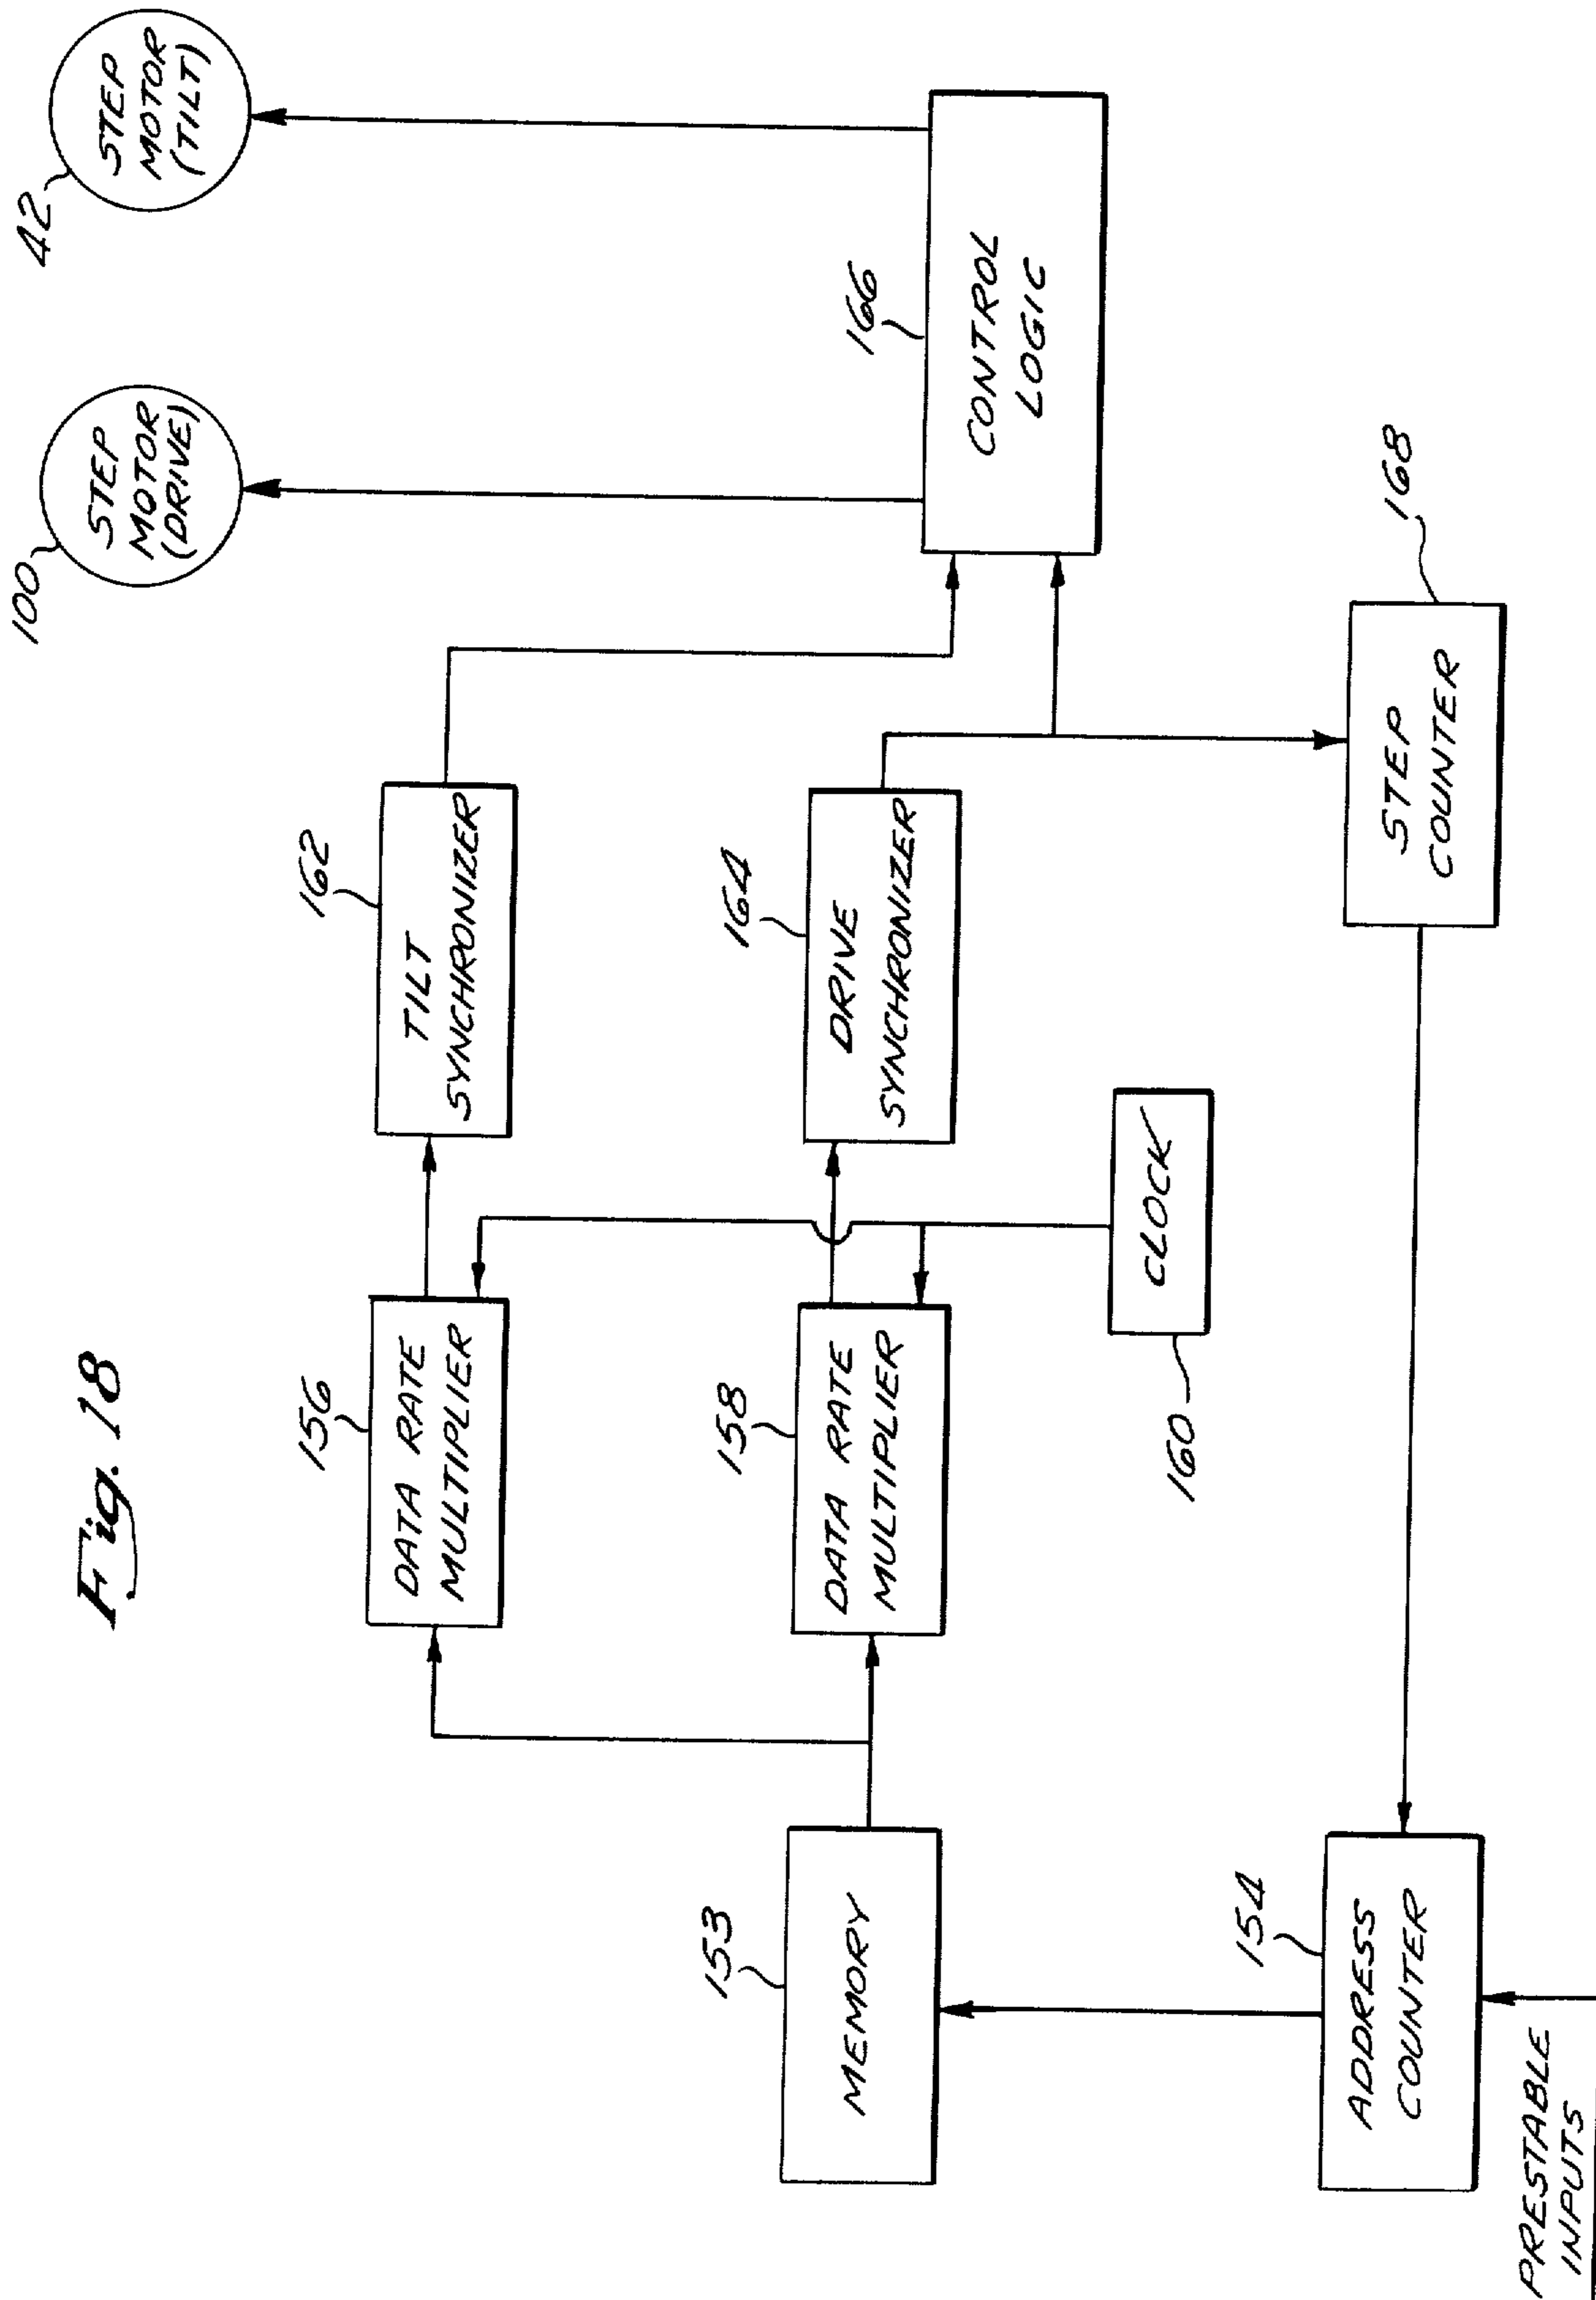 Fig. 18
100
STEP
MOTOR
(DRIVE)
42
STEP
MOTOR
(TILT)
156
DATA RATE
MULTIPLIER
162
TILT
SYNCHRONIZER
153
MEMORY
158
DATA RATE
MULTIPLIER
164
DRIVE
SYNCHRONIZER
166
CONTROL
LOGIC
160
CLOCK
154
ADDRESS
COUNTER
168
STEP
COUNTER
PRESTABLE
INPUTS